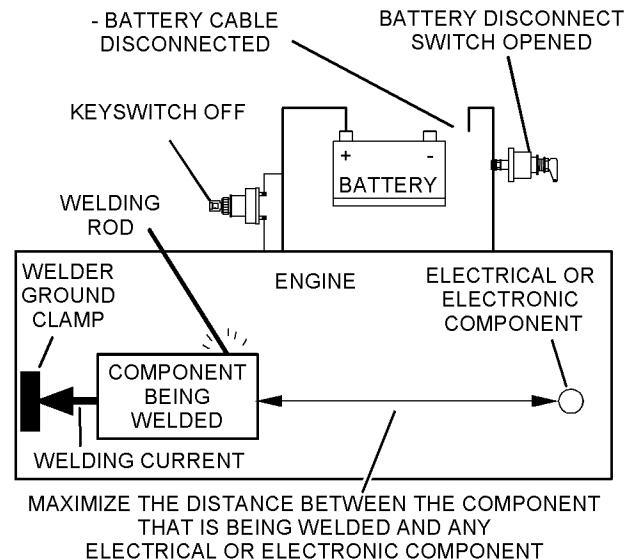 - BATTERY CABLE
DISCONNECTED
BATTERY DISCONNECT
SWITCH OPENED
KEYSWITCH OFF
+
-
BATTERY
WELDING
ROD
WELDER
GROUND
CLAMP
ENGINE
ELECTRICAL OR
ELECTRONIC
COMPONENT
COMPONENT
BEING
WELDED
WELDING CURRENT
MAXIMIZE THE DISTANCE BETWEEN THE COMPONENT
THAT IS BEING WELDED AND ANY
ELECTRICAL OR ELECTRONIC COMPONENT